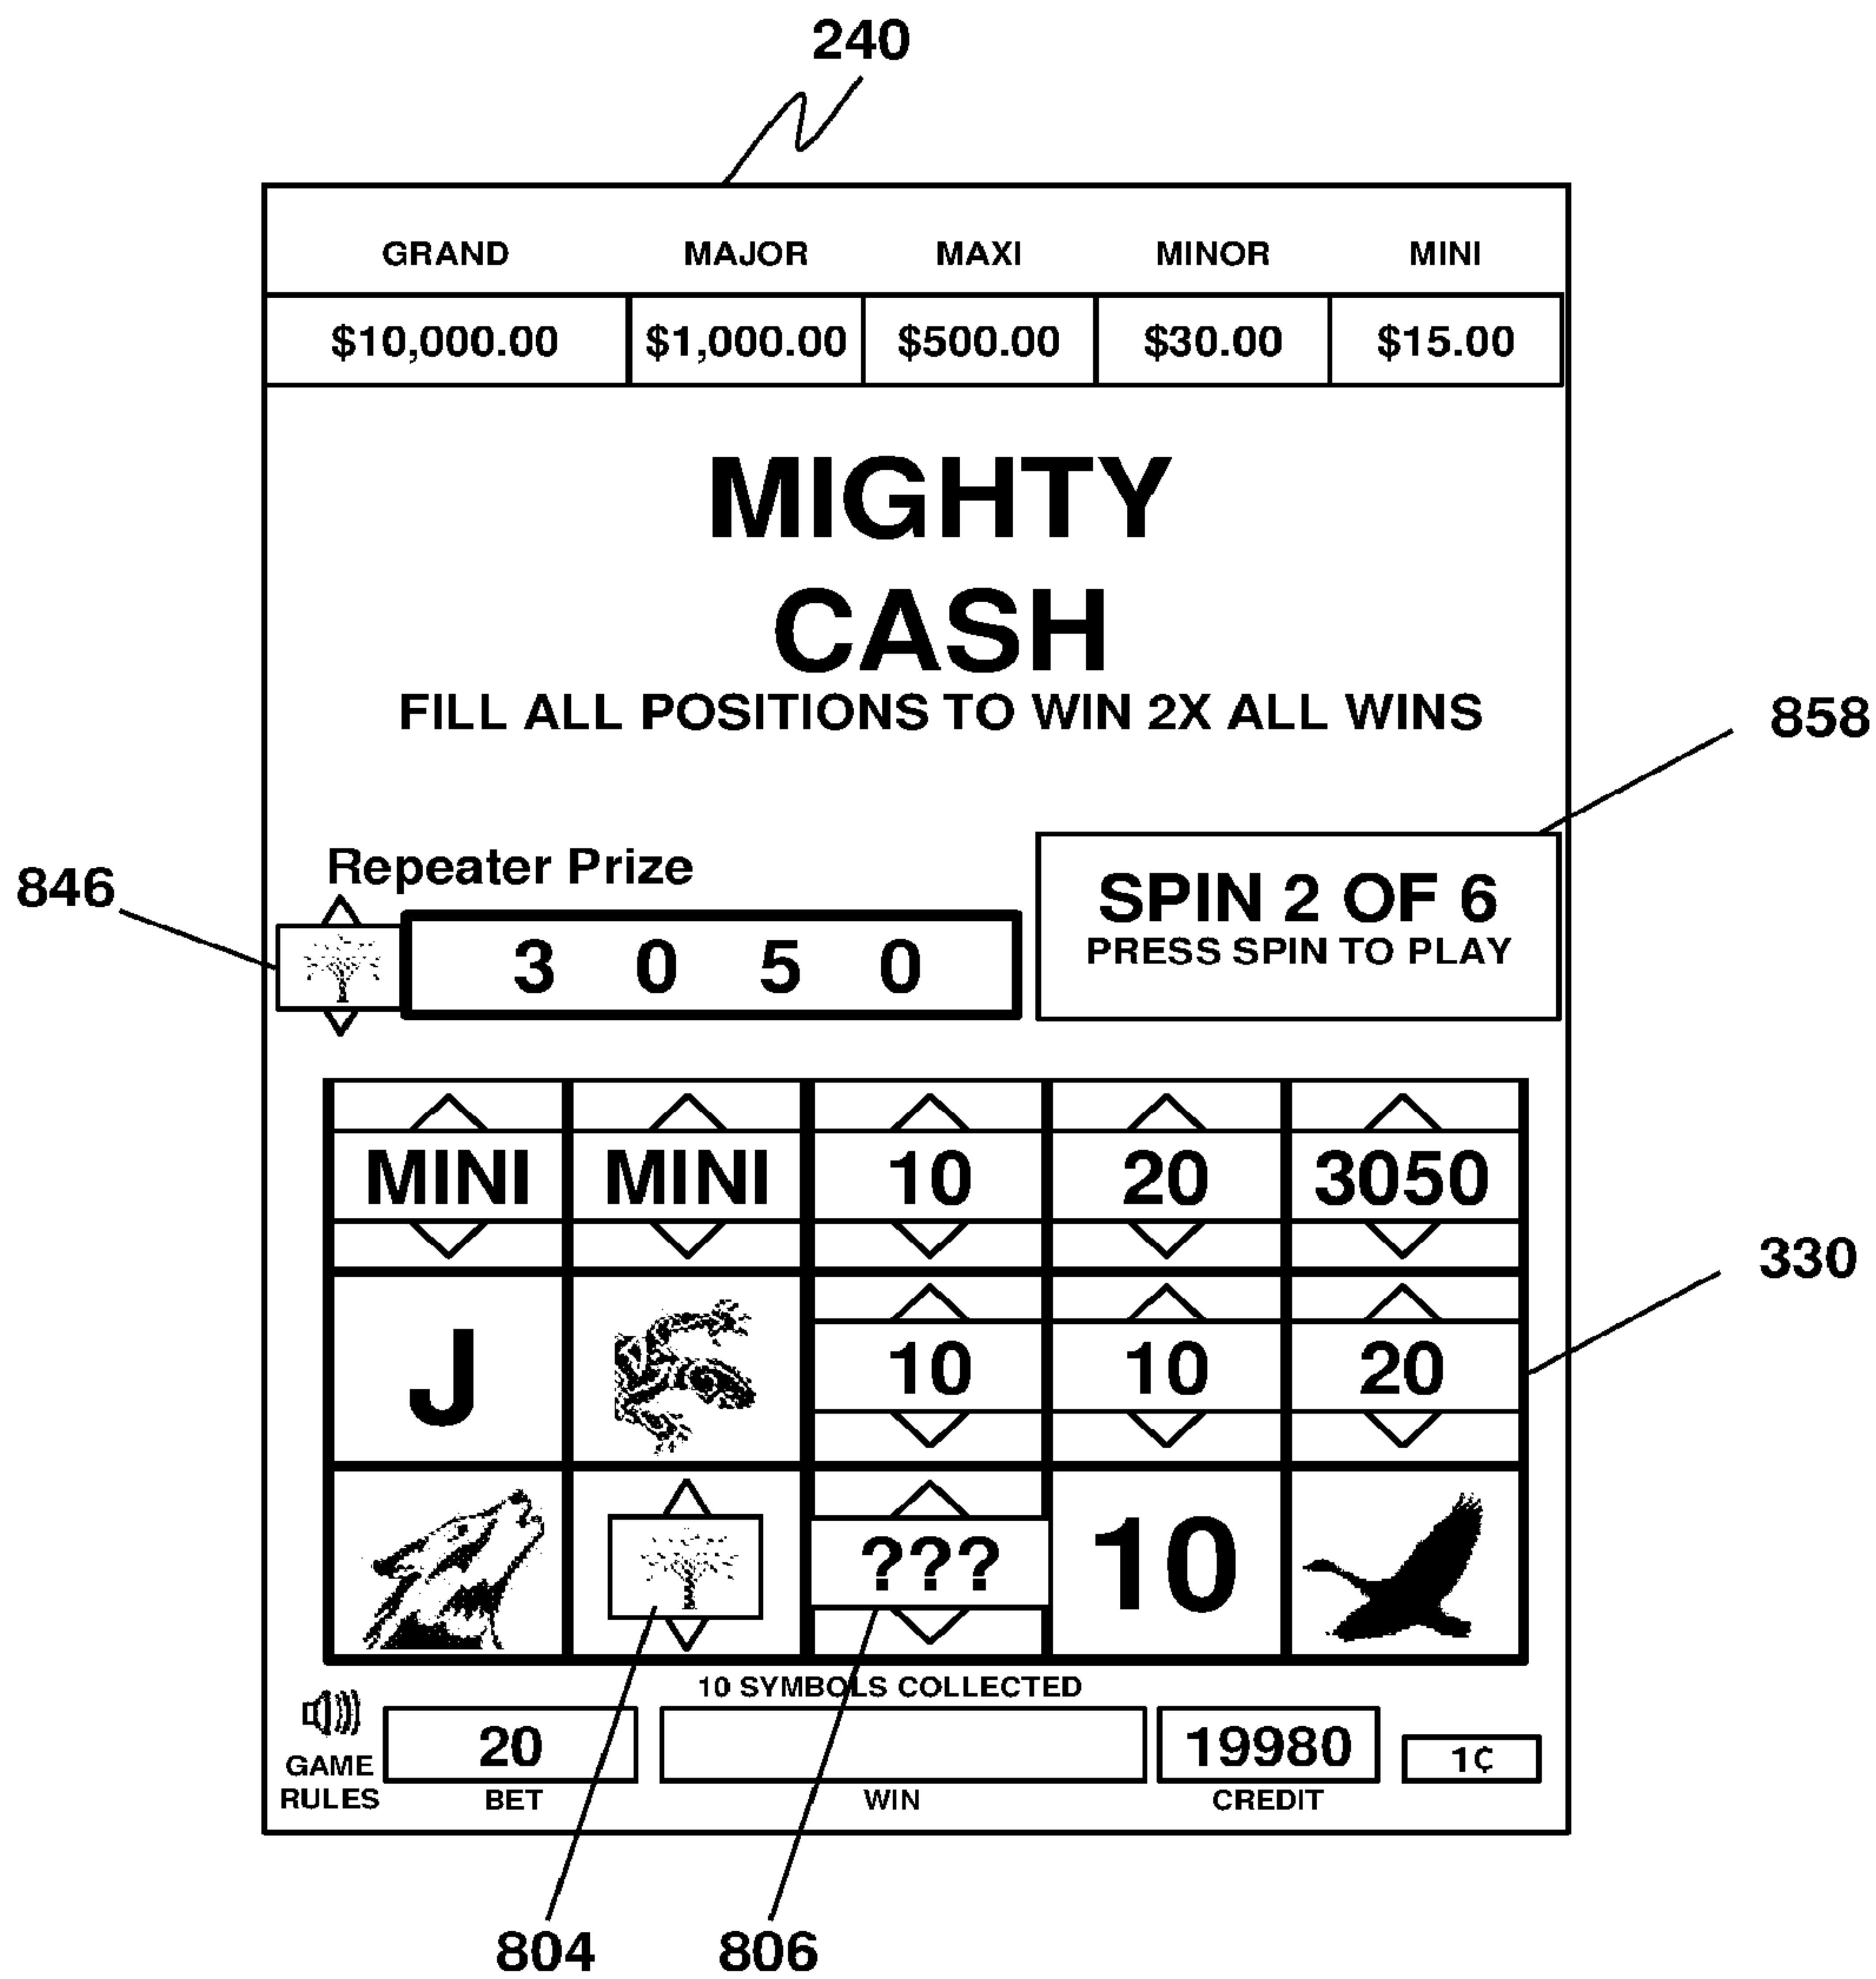 240
GRAND MAJOR MAXI MINOR MINI
$10,000.00 $1,000.00 $500.00 $30.00 $15.00
MIGHTY
CASH
FILL ALL POSITIONS TO WIN 2X ALL WINS
858
Repeater Prize
846
3 0 5 0
SPIN 2 OF 6
PRESS SPIN TO PLAY
MINI MINI 10 20 3050
330
J 10 10 20
??? 10
10 SYMBOLS COLLECTED
20 19980 1¢
GAME
RULES BET WIN CREDIT
804 806